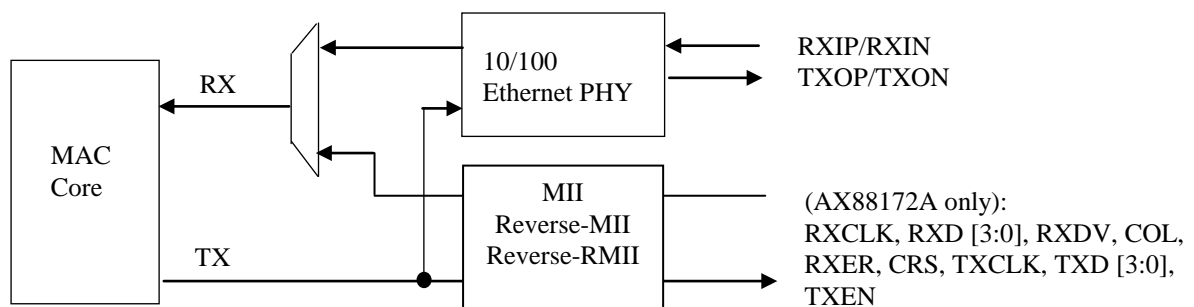 RXIP/RXIN
10/100
TXOP/TXON
RX
Ethernet PHY
MAC
Core
MII
(AX88172A only):
Reverse-MII
RXCLK, RXD [3:0], RXDV, COL,
TX
Reverse-RMII
RXER, CRS, TXCLK, TXD [3:0],
TXEN